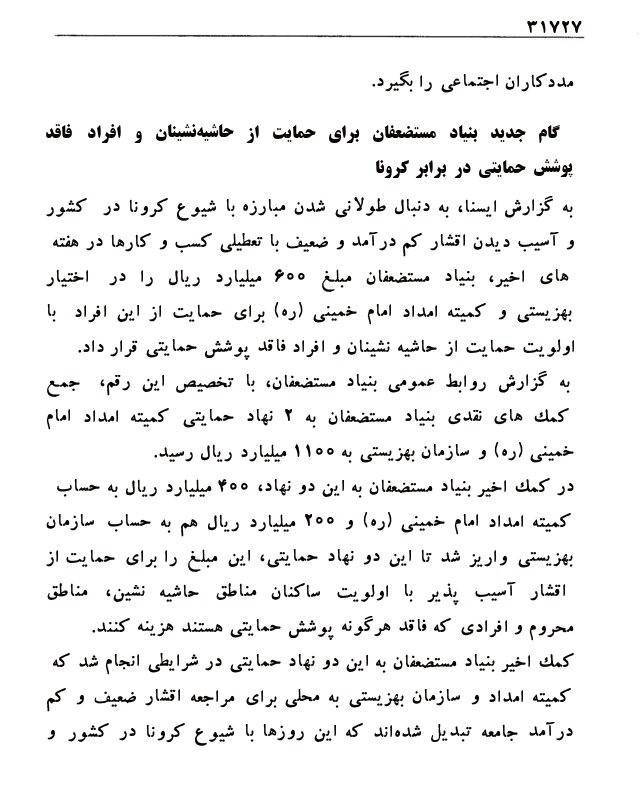 ۳۱۷۲۷
مددکاران اجتماعی را بگیرد.
گام جدید بنیاد مستضعفان برای حمایت از حاشیه‌نشینان و افراد فاقد
پوشش حمایتی در برابر کرونا
به گزارش ایسنا، به دنبال طولانی شدن مبارزه با شیوع کرونا در کشور
و آسیب دیدن اقشار کم درآمد و ضعیف با تعطیلی کسب و کارها در هفته
های اخیر، بنیاد مستضعفان مبلغ ۶۰۰ میلیارد ریال را در اختیار
بهزیستی و کمیته امداد امام خمینی (ره) برای حمایت از این افراد با
اولویت حمایت از حاشیه نشینان و افراد فاقد پوشش حمایتی قرار داد.
به گزارش روابط عمومی بنیاد مستضعفان، با تخصیص این رقم، جمع
کمك های نقدی بنیاد مستضعفان به ۲ نهاد حمایتی کمیته امداد امام
خمینی (ره) و سازمان بهزیستی به ۱۱۰۰ میلیارد ریال رسید.
در کمك اخیر بنیاد مستضعفان به این دو نهاد، ۴۰۰ میلیارد ریال به حساب
کمیته امداد امام خمینی (ره) و ۲۰۰ میلیارد ریال هم به حساب سازمان
بهزیستی واریز شد تا این دو نهاد حمایتی، این مبلغ را برای حمایت از
اقشار آسیب پذیر با اولویت ساکنان مناطق حاشیه نشین، مناطق
محروم و افرادی که فاقد هرگونه پوشش حمایتی هستند هزینه کنند.
کمك اخیر بنیاد مستضعفان به این دو نهاد حمایتی در شرایطی انجام شد که
کمیته امداد و سازمان بهزیستی به محلی برای مراجعه اقشار ضعیف و کم
درآمد جامعه تبدیل شده‌اند که این روزها با شیوع کرونا در کشور و